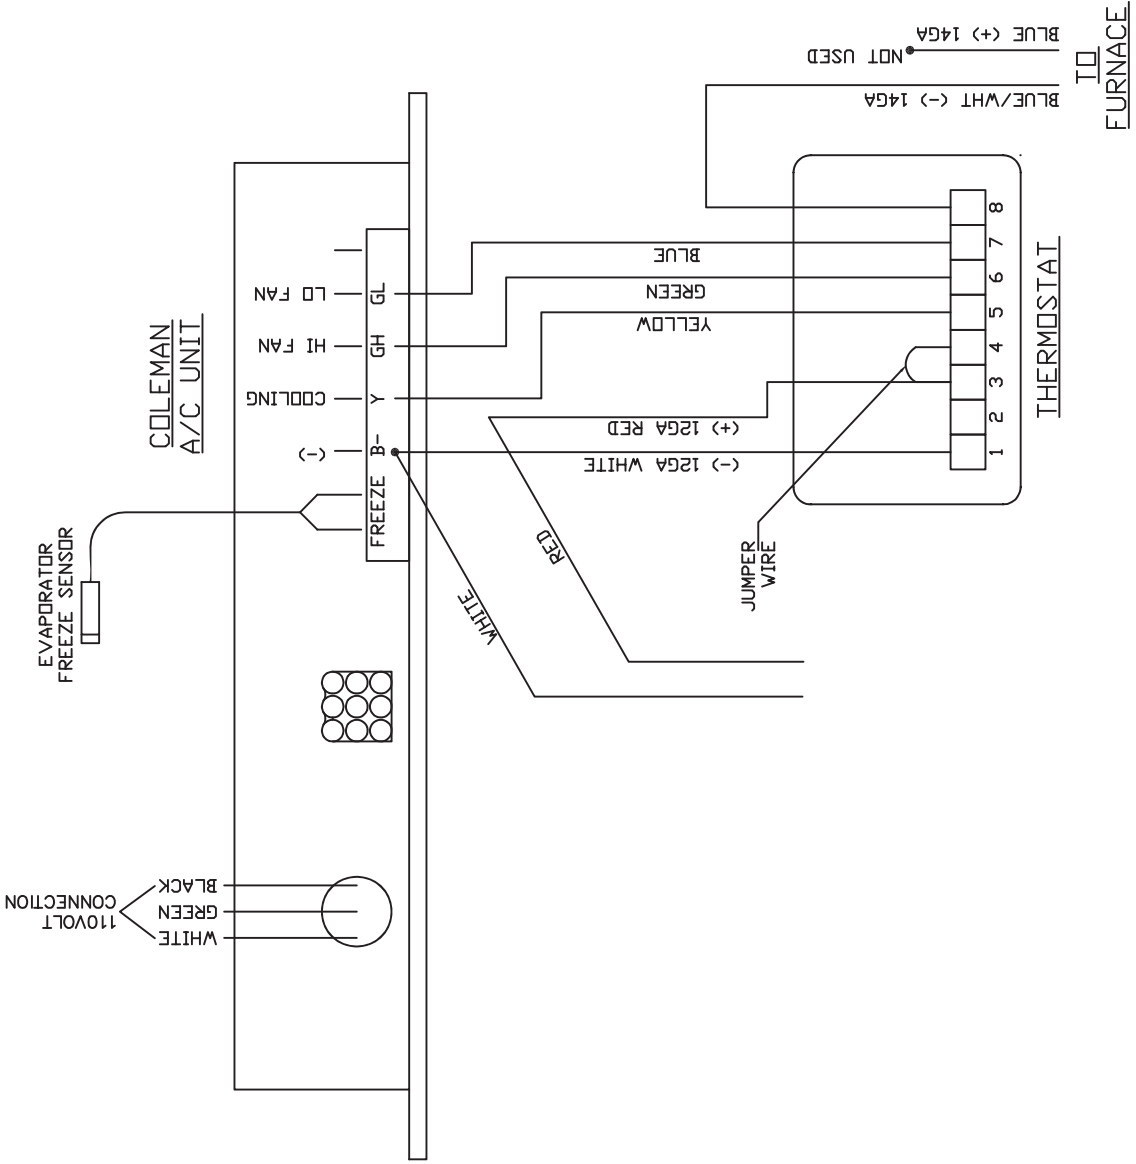 BLUE (+) 14GA
NOT USED
BLUE/WHT (-) 14GA
TO
FURNACE
COLEMAN
A/C UNIT
LO FAN
GL
HI FAN
GH
COOLING
Y
(-)
B-
FREEZE
EVAPORATOR
FREEZE SENSOR
BLUE
GREEN
YELLOW
(+) 12GA RED
(-) 12GA WHITE
RED
WHITE
8
7
6
5
4
3
2
1
THERMOSTAT
JUMPER
WIRE
110VOLT
CONNECTION
BLACK
GREEN
WHITE